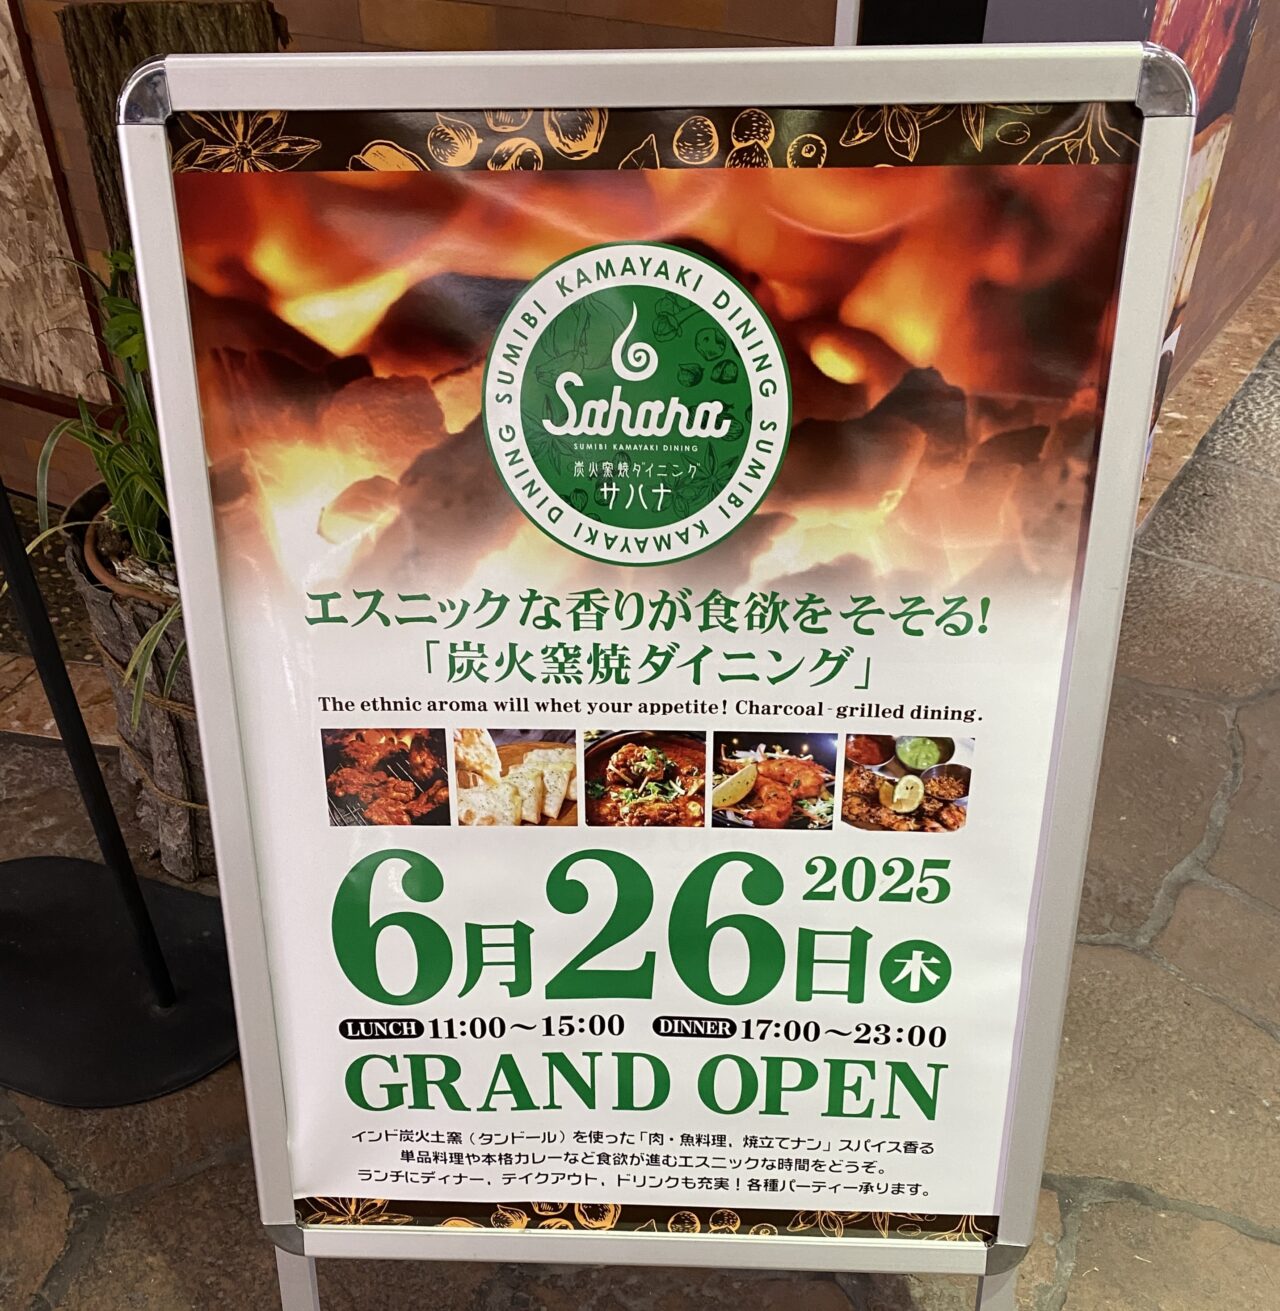 SUMIBI KAMAYAKI DINING SUMIBI KAMAYAKI DINING
Sahana
SUMIBI KAMAYAKI DINING
炭火窯焼ダイニング
サハナ
エスニックな香りが食欲をそそる!
「炭火窯焼ダイニング」
The ethnic aroma will whet your appetite! Charcoal-grilled dining.
2025
6月26日木
LUNCH 11:00～15:00 DINNER 17:00～23:00
GRAND OPEN
インド炭火土窯（タンドール）を使った「肉・魚料理，焼立てナン」スパイス香る
単品料理や本格カレーなど食欲が進むエスニックな時間をどうぞ。
ランチにディナー，テイクアウト，ドリンクも充実！各種パーティー承ります。